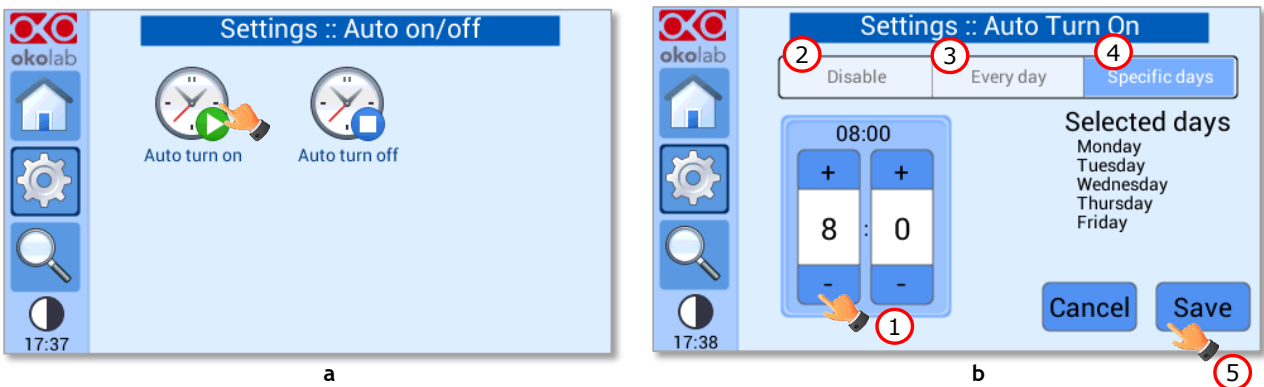 Settings :: Auto on/off
okolab
Auto turn on
Auto turn off
17:37
a
Settings :: Auto Turn On
okolab
2
3
4
Disable
Every day
Specific days
08:00
+ +
8 : 0
- -
1
Selected days
Monday
Tuesday
Wednesday
Thursday
Friday
Cancel
Save
17:38
5
b